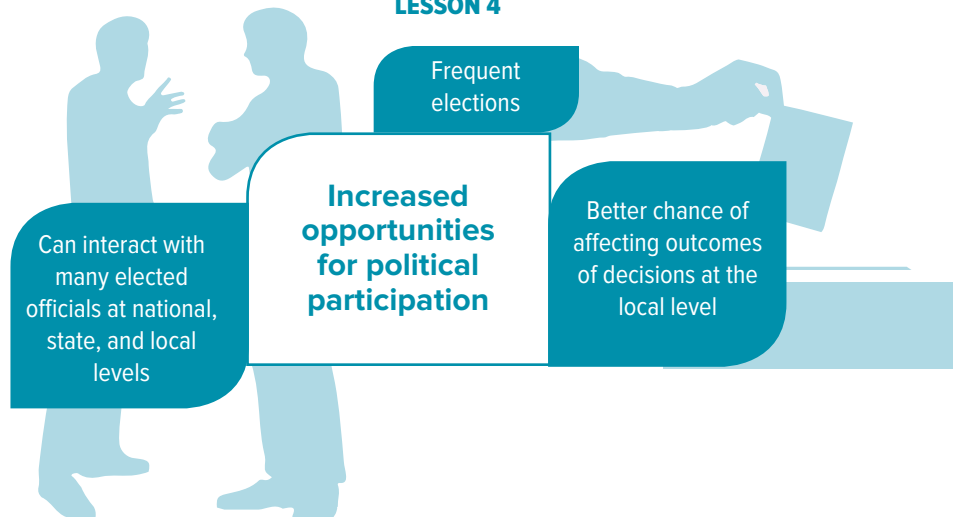 LESSON 4
Frequent
elections
Increased
opportunities
for political
participation
Can interact with
many elected
officials at national,
state, and local
levels
Better chance of
affecting outcomes
of decisions at the
local level